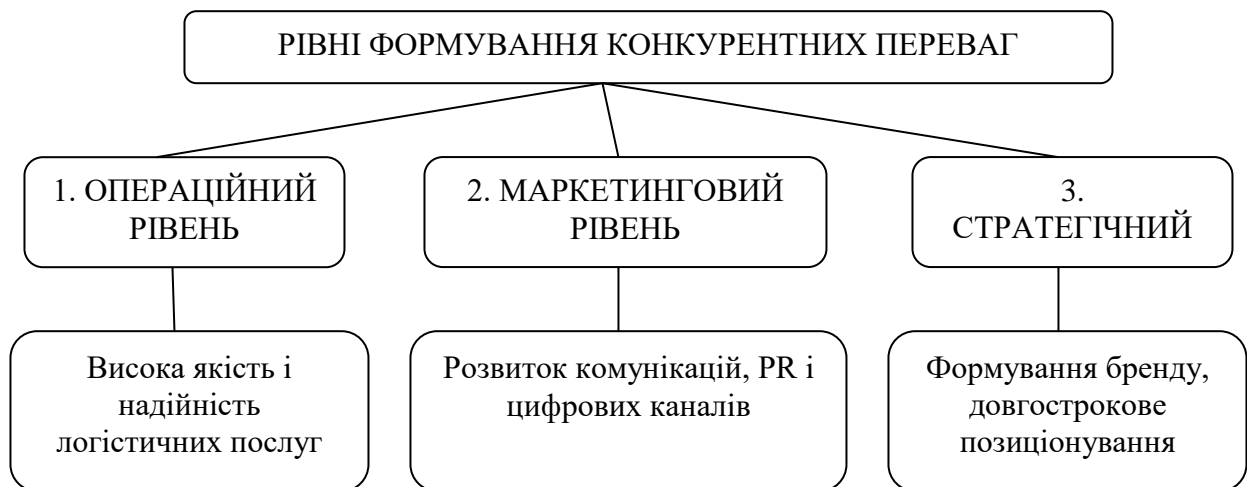 РІВНІ ФОРМУВАННЯ КОНКУРЕНТНИХ ПЕРЕВАГ
1. ОПЕРАЦІЙНИЙ
РІВЕНЬ
2. МАРКЕТИНГОВИЙ
РІВЕНЬ
3.
СТРАТЕГІЧНИЙ
Висока якість і
надійність
логістичних послуг
Розвиток комунікацій, PR і
цифрових каналів
Формування бренду,
довгострокове
позиціонування